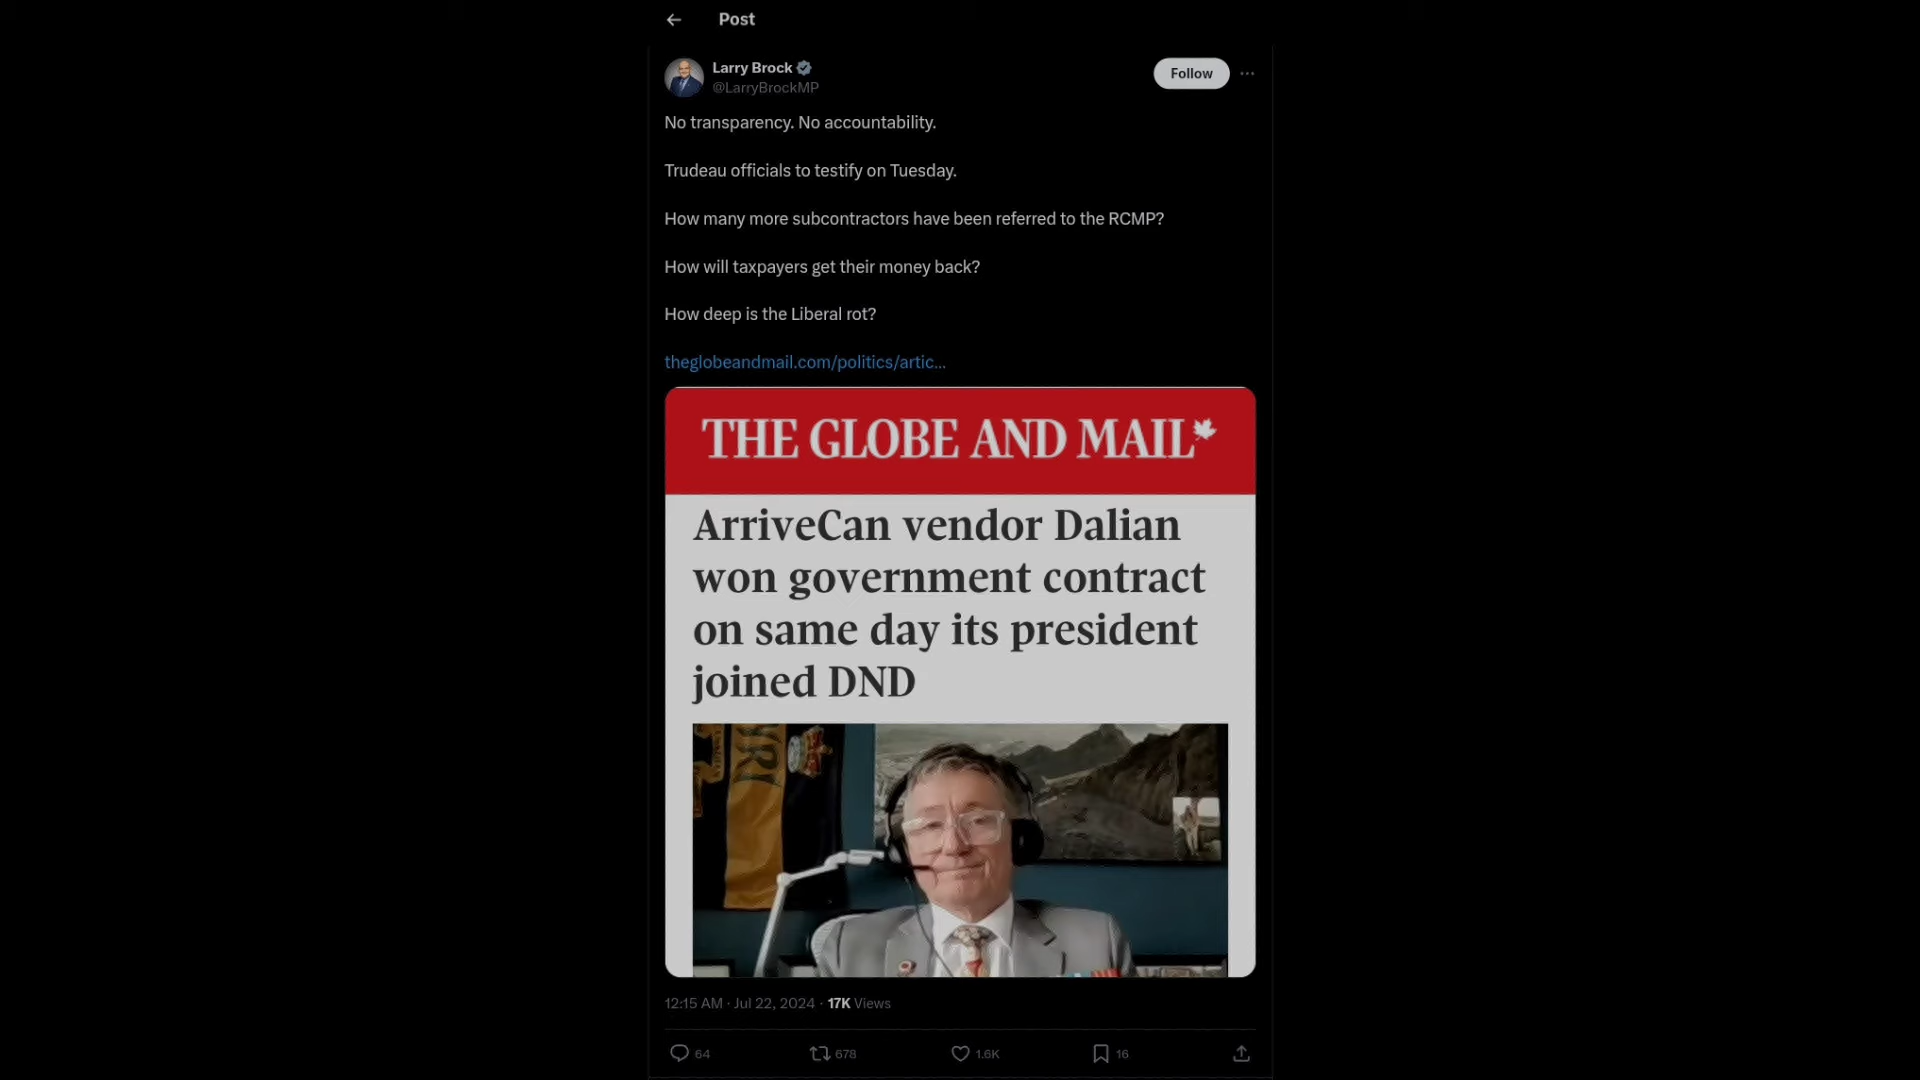 Post
Larry Brock
@LarryBrockMP
Follow
No transparency. No accountability.
Trudeau officials to testify on Tuesday.
How many more subcontractors have been referred to the RCMP?
How will taxpayers get their money back?
How deep is the Liberal rot?
theglobeandmail.com/politics/artic...
THE GLOBE AND MAIL
ArriveCan vendor Dalian
won government contract
on same day its president
joined DND
12:15 AM · Jul 22, 2024 · 17K Views
64 678 1.6K 16